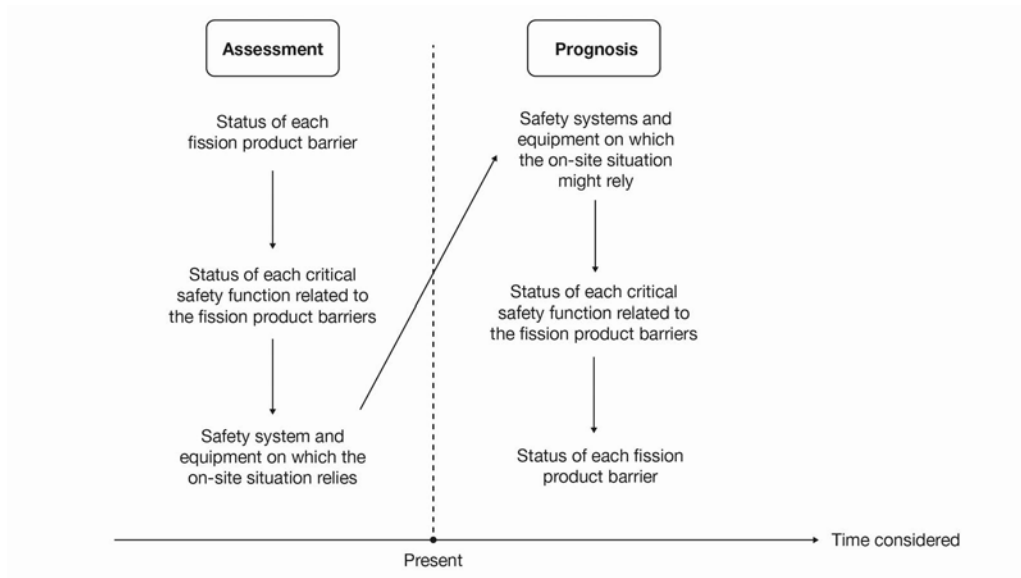 Assessment
Status of each
fission product barrier
Status of each critical
safety function related to
the fission product barriers
Safety system and
equipment on which the
on-site situation relies
Prognosis
Safety systems and
equipment on which
the on-site situation
might rely
Status of each critical
safety function related to
the fission product barriers
Status of each fission
product barrier
Time considered
Present